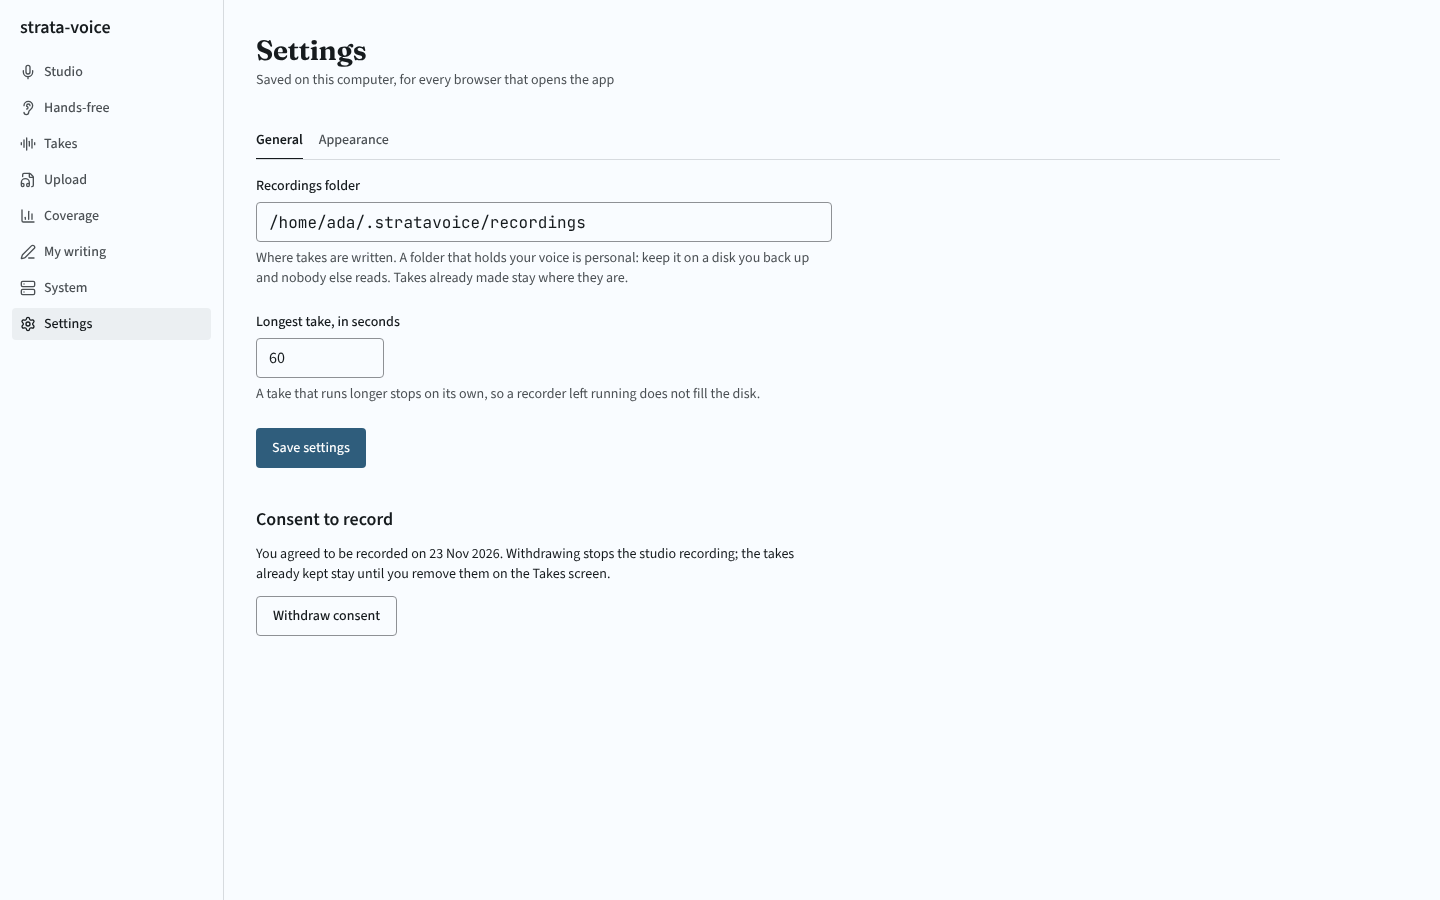 strata-voice
Studio
Hands-free
Takes
Upload
Coverage
My writing
System
Settings
Settings
Saved on this computer, for every browser that opens the app
General
Appearance
Recordings folder
/home/ada/.stratavoice/recordings
Where takes are written. A folder that holds your voice is personal: keep it on a disk you back up
and nobody else reads. Takes already made stay where they are.
Longest take, in seconds
60
A take that runs longer stops on its own, so a recorder left running does not fill the disk.
Save settings
Consent to record
You agreed to be recorded on 23 Nov 2026. Withdrawing stops the studio recording; the takes
already kept stay until you remove them on the Takes screen.
Withdraw consent